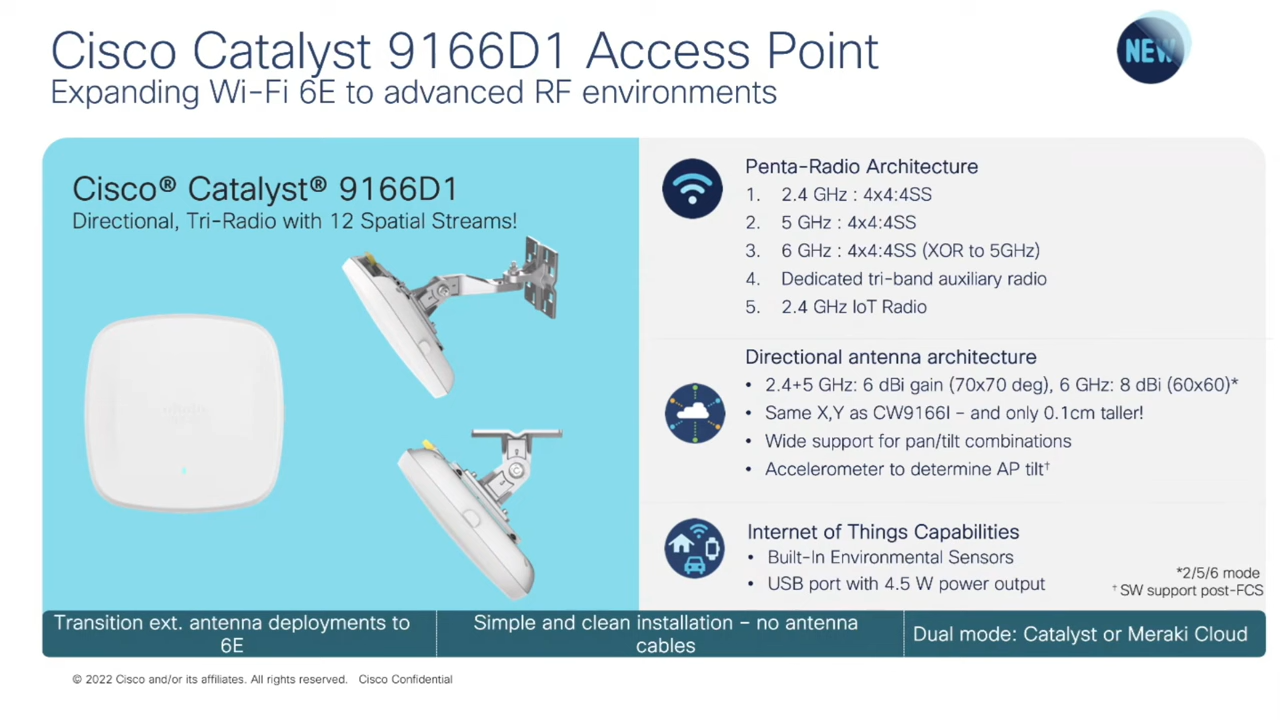 Cisco Catalyst 9166D1 Access Point
Expanding Wi-Fi 6E to advanced RF environments
NEW
Cisco® Catalyst® 9166D1
Directional, Tri-Radio with 12 Spatial Streams!
Penta-Radio Architecture
1. 2.4 GHz : 4x4:4SS
2. 5 GHz : 4x4:4SS
3. 6 GHz : 4x4:4SS (XOR to 5GHz)
4. Dedicated tri-band auxiliary radio
5. 2.4 GHz IoT Radio
Directional antenna architecture
• 2.4+5 GHz: 6 dBi gain (70x70 deg), 6 GHz: 8 dBi (60x60)*
• Same X,Y as CW9166I – and only 0.1cm taller!
• Wide support for pan/tilt combinations
• Accelerometer to determine AP tilt†
Internet of Things Capabilities
• Built-In Environmental Sensors
• USB port with 4.5 W power output
*2/5/6 mode
† SW support post-FCS
Transition ext. antenna deployments to
6E
Simple and clean installation – no antenna
cables
Dual mode: Catalyst or Meraki Cloud
© 2022 Cisco and/or its affiliates. All rights reserved. Cisco Confidential